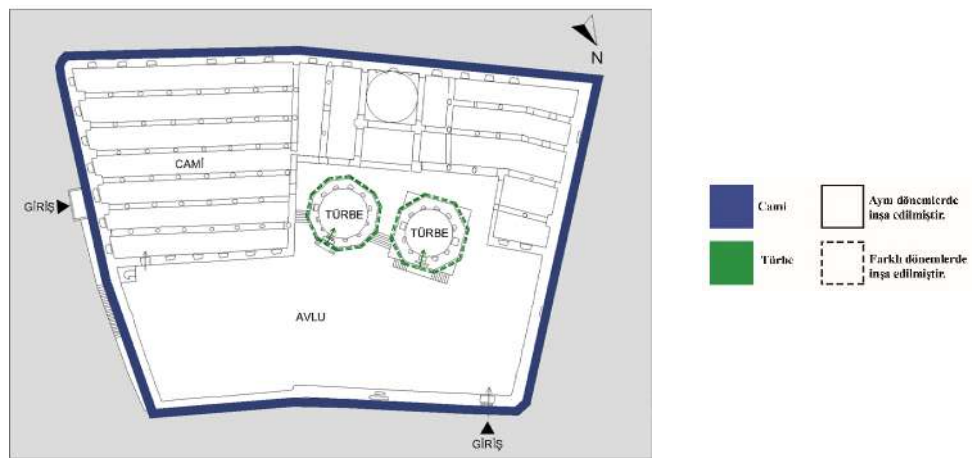 N
CAMİ
GİRİŞ
TÜRBE
TÜRBE
AVLU
GİRİŞ
Cami
Aynı dönemlerde
inşa edilmiştir.
Türbe
Farklı dönemlerde
inşa edilmiştir.